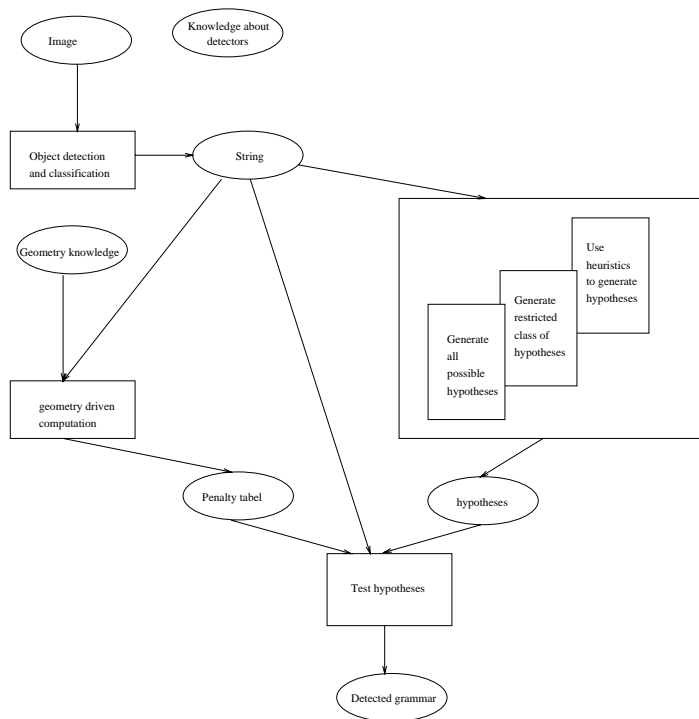 Image
Knowledge about
detectors
Object detection
and classification
String
Geometry knowledge
Use
heuristics
to generate
hypotheses
Generate
restricted
class of
hypotheses
Generate
all
possible
hypotheses
geometry driven
computation
Penalty tabel
hypotheses
Test hypotheses
Detected grammar